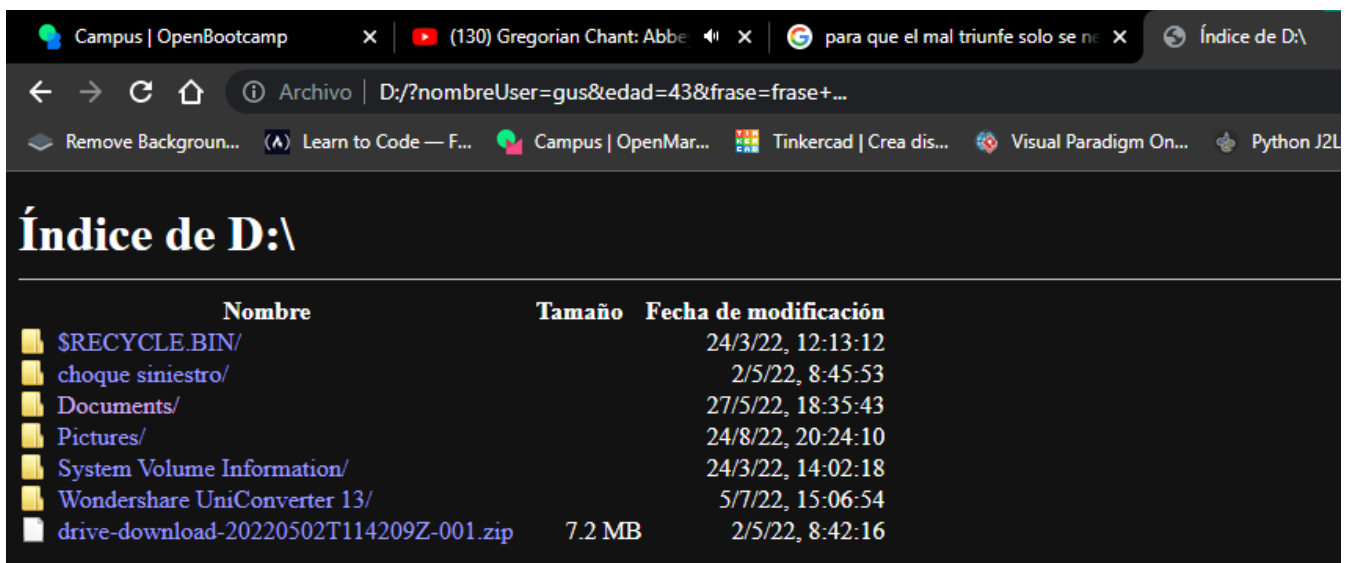 Campus | OpenBootcamp (130) Gregorian Chant: Abbe para que el mal triunfe solo se ne Índice de D:\
Archivo | D:/?nombreUser=gus&edad=43&frase=frase+...
Remove Backgroun... Learn to Code — F... Campus | OpenMar... Tinkercad | Crea dis... Visual Paradigm On... Python J2L
Índice de D:\
Nombre Tamaño Fecha de modificación
$RECYCLE.BIN/ 24/3/22, 12:13:12
choque siniestro/ 2/5/22, 8:45:53
Documents/ 27/5/22, 18:35:43
Pictures/ 24/8/22, 20:24:10
System Volume Information/ 24/3/22, 14:02:18
Wondershare UniConverter 13/ 5/7/22, 15:06:54
drive-download-20220502T114209Z-001.zip 7.2 MB 2/5/22, 8:42:16